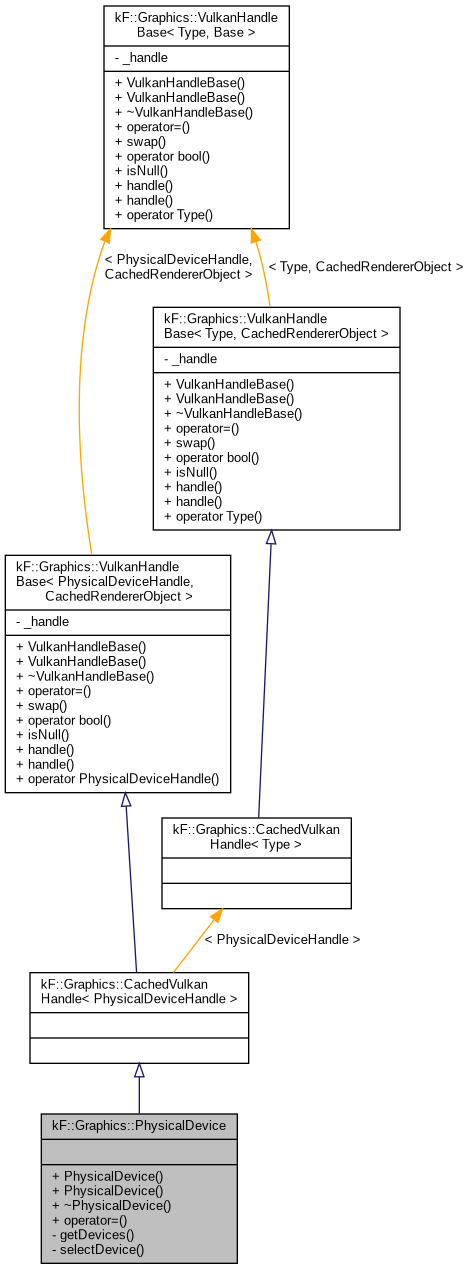 kF::Graphics::VulkanHandle
Base< Type, Base >
- _handle
+ VulkanHandleBase()
+ VulkanHandleBase()
+ ~VulkanHandleBase()
+ operator=()
+ swap()
+ operator bool()
+ isNull()
+ handle()
+ handle()
+ operator Type()
< PhysicalDeviceHandle,
CachedRendererObject >
< Type, CachedRendererObject >
kF::Graphics::VulkanHandle
Base< Type, CachedRendererObject >
- _handle
+ VulkanHandleBase()
+ VulkanHandleBase()
+ ~VulkanHandleBase()
+ operator=()
+ swap()
+ operator bool()
+ isNull()
+ handle()
+ handle()
+ operator Type()
kF::Graphics::VulkanHandle
Base< PhysicalDeviceHandle,
CachedRendererObject >
- _handle
+ VulkanHandleBase()
+ VulkanHandleBase()
+ ~VulkanHandleBase()
+ operator=()
+ swap()
+ operator bool()
+ isNull()
+ handle()
+ handle()
+ operator PhysicalDeviceHandle()
kF::Graphics::CachedVulkan
Handle< Type >
< PhysicalDeviceHandle >
kF::Graphics::CachedVulkan
Handle< PhysicalDeviceHandle >
kF::Graphics::PhysicalDevice
+ PhysicalDevice()
+ PhysicalDevice()
+ ~PhysicalDevice()
+ operator=()
- getDevices()
- selectDevice()